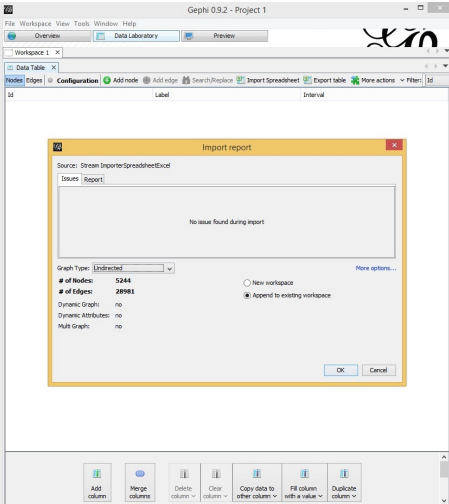 Gephi 0.9.2 - Project 1
File Workspace View Tools Window Help
Overview Data Laboratory Preview
Workspace 1 ×
Data Table ×
Nodes Edges Configuration Add node Add edge Search/Replace Import Spreadsheet Export table More actions Filter: Id
Id Label Interval
Import report
Source: Stream ImporterSpreadsheetExcel
Issues Report
No issue found during import
Graph Type: Undirected More options...
# of Nodes: 5244 New workspace
# of Edges: 28981 Append to existing workspace
Dynamic Graph: no
Dynamic Attributes: no
Multi Graph: no
OK Cancel
Add column
Merge columns
Delete column
Clear column
Copy data to other column
Fill column with a value
Duplicate column